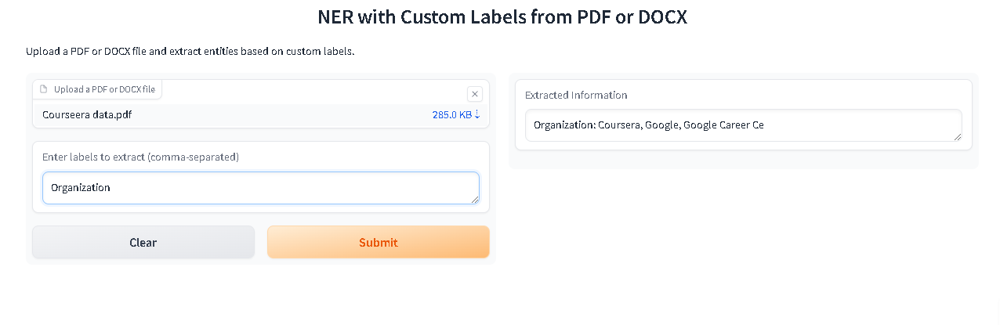 NER with Custom Labels from PDF or DOCX
Upload a PDF or DOCX file and extract entities based on custom labels.
Upload a PDF or DOCX file
Courseera data.pdf
285.0 KB ↓
Enter labels to extract (comma-separated)
Organization
Clear
Submit
Extracted Information
Organization: Coursera, Google, Google Career Ce